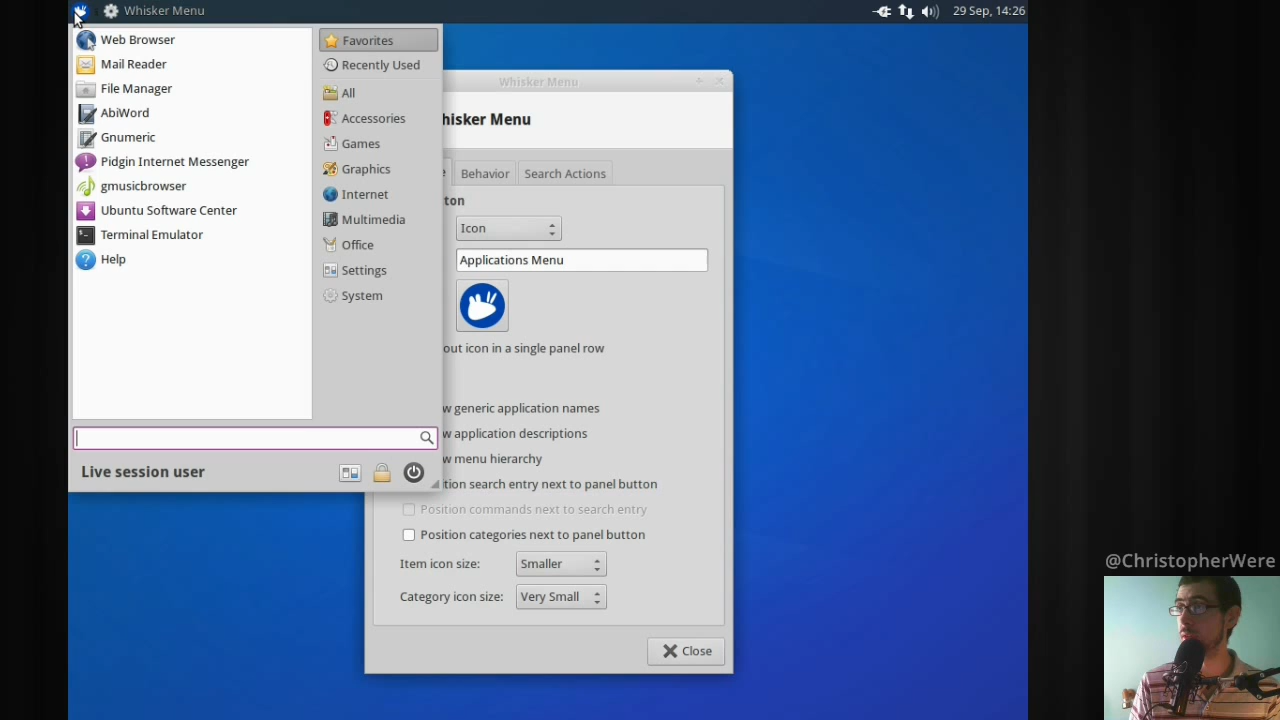 Whisker Menu
29 Sep, 14:26
Web Browser
Mail Reader
File Manager
AbiWord
Gnumeric
Pidgin Internet Messenger
gmusicbrowser
Ubuntu Software Center
Terminal Emulator
Help
Favorites
Recently Used
All
Accessories
Games
Graphics
Internet
Multimedia
Office
Settings
System
Live session user
Whisker Menu
hisker Menu
Behavior
Search Actions
Icon
Applications Menu
out icon in a single panel row
w generic application names
w application descriptions
w menu hierarchy
tion search entry next to panel button
Position commands next to search entry
Position categories next to panel button
Item icon size: Smaller
Category icon size: Very Small
Close
@ChristopherWere